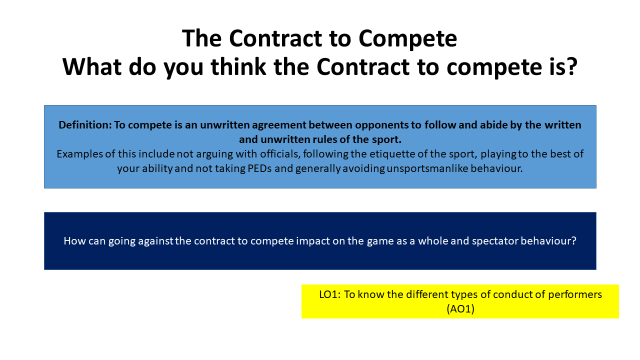 The Contract to Compete
What do you think the Contract to compete is?
Definition: To compete is an unwritten agreement between opponents to follow and abide by the written
and unwritten rules of the sport.
Examples of this include not arguing with officials, following the etiquette of the sport, playing to the best of
your ability and not taking PEDs and generally avoiding unsportsmanlike behaviour.
How can going against the contract to compete impact on the game as a whole and spectator behaviour?
LO1: To know the different types of conduct of performers
(AO1)